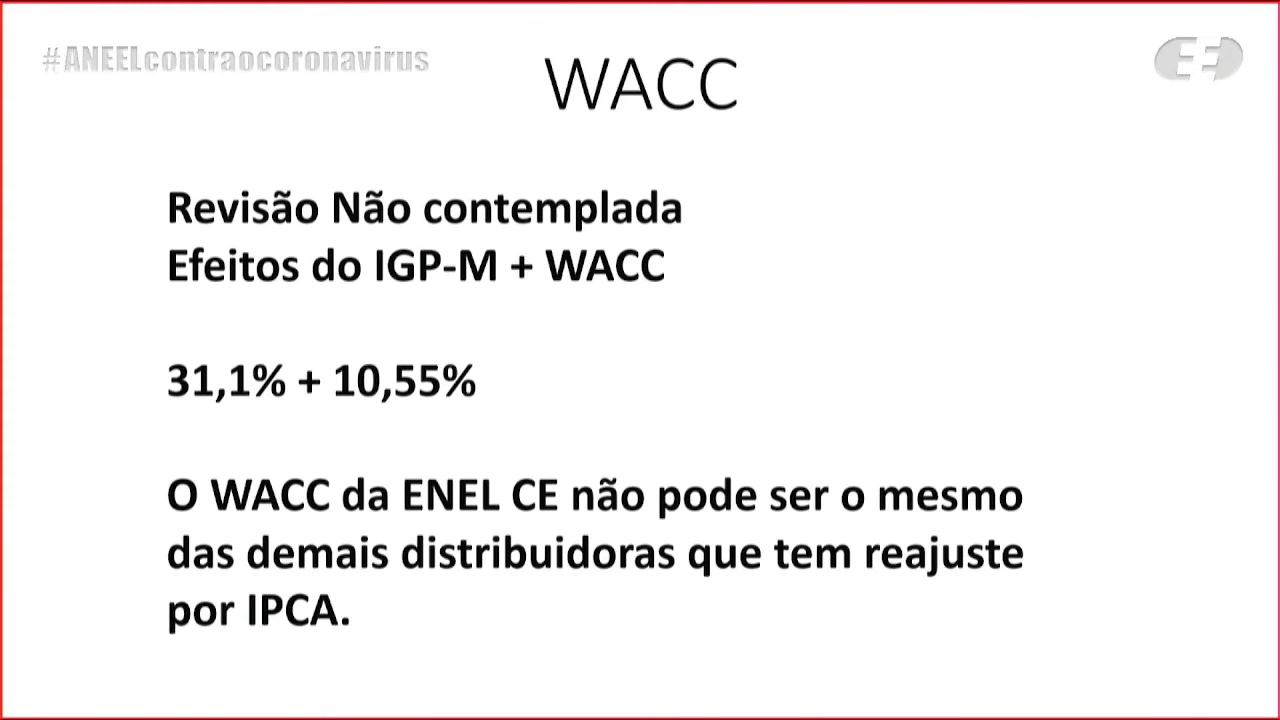 #ANEELcontraocoronavirus
WACC
Revisão Não contemplada
Efeitos do IGP-M + WACC
31,1% + 10,55%
O WACC da ENEL CE não pode ser o mesmo
das demais distribuidoras que tem reajuste
por IPCA.